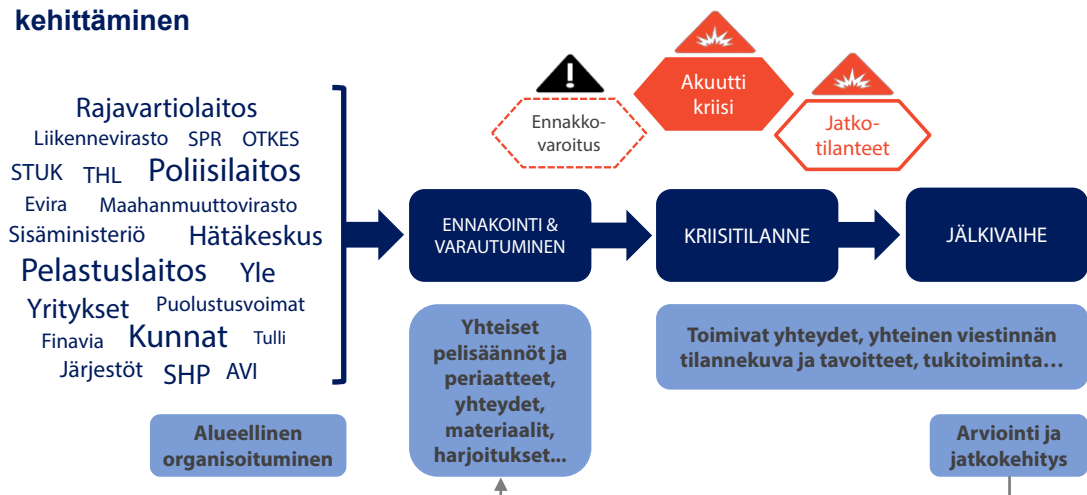 kehittäminen
Ennakko-
varoitus
Akuutti
kriisi
Jatko-
tilanteet
Rajavartiolaitos
Liikennevirasto SPR OTKES
STUK THL Poliisilaitos
Evira Maahanmuuttovirasto
Sisäministeriö Hätäkeskus
Pelastuslaitos Yle
Yritykset Puolustusvoimat
Finavia Kunnat Tulli
Järjestöt SHP AVI
ENNAKOINTI &
VARAUTUMINEN
KRIISITILANNE
JÄLKIVAIHE
Yhteiset
pelisäännöt ja
periaatteet,
yhteydet,
materiaalit,
harjoitukset...
Toimivat yhteydet, yhteinen viestinnän
tilannekuva ja tavoitteet, tukitoiminta…
Alueellinen
organisoituminen
Arviointi ja
jatkokehitys